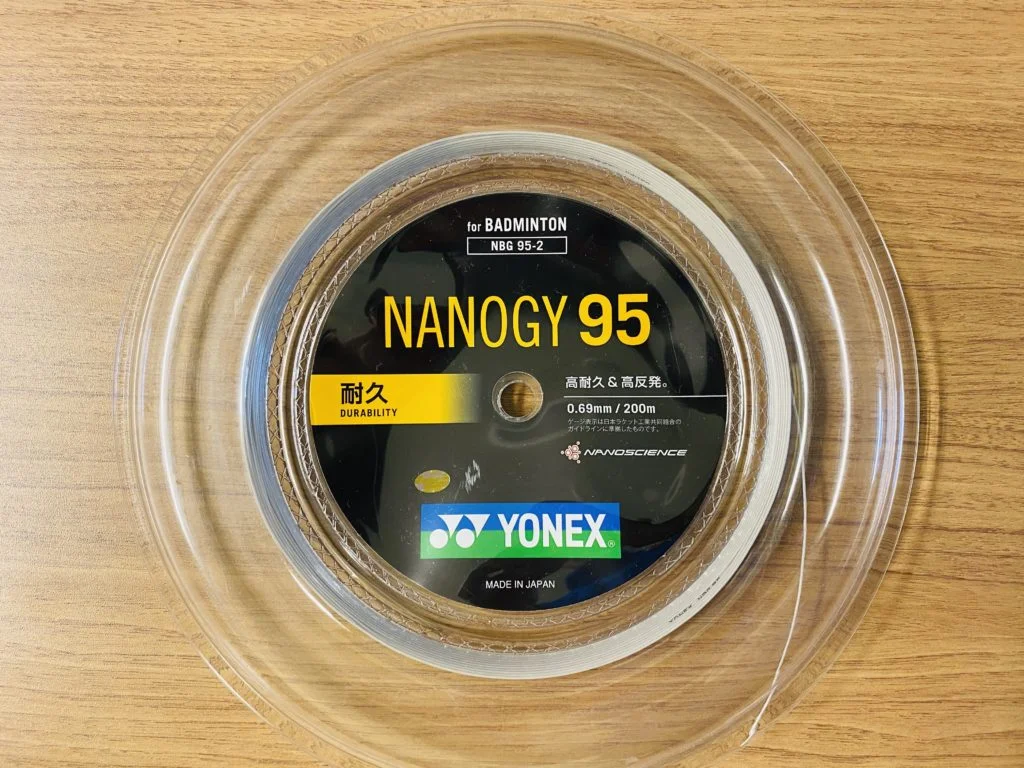 for BADMINTON
NBG 95-2
NANOGY 95
耐久
DURABILITY
高耐久 & 高反発。
0.69mm / 200m
ゲージ表示は日本ラケット工業共同組合の
ガイドラインに準拠したものです。
NANOSCIENCE
YONEX®
MADE IN JAPAN
YONEX